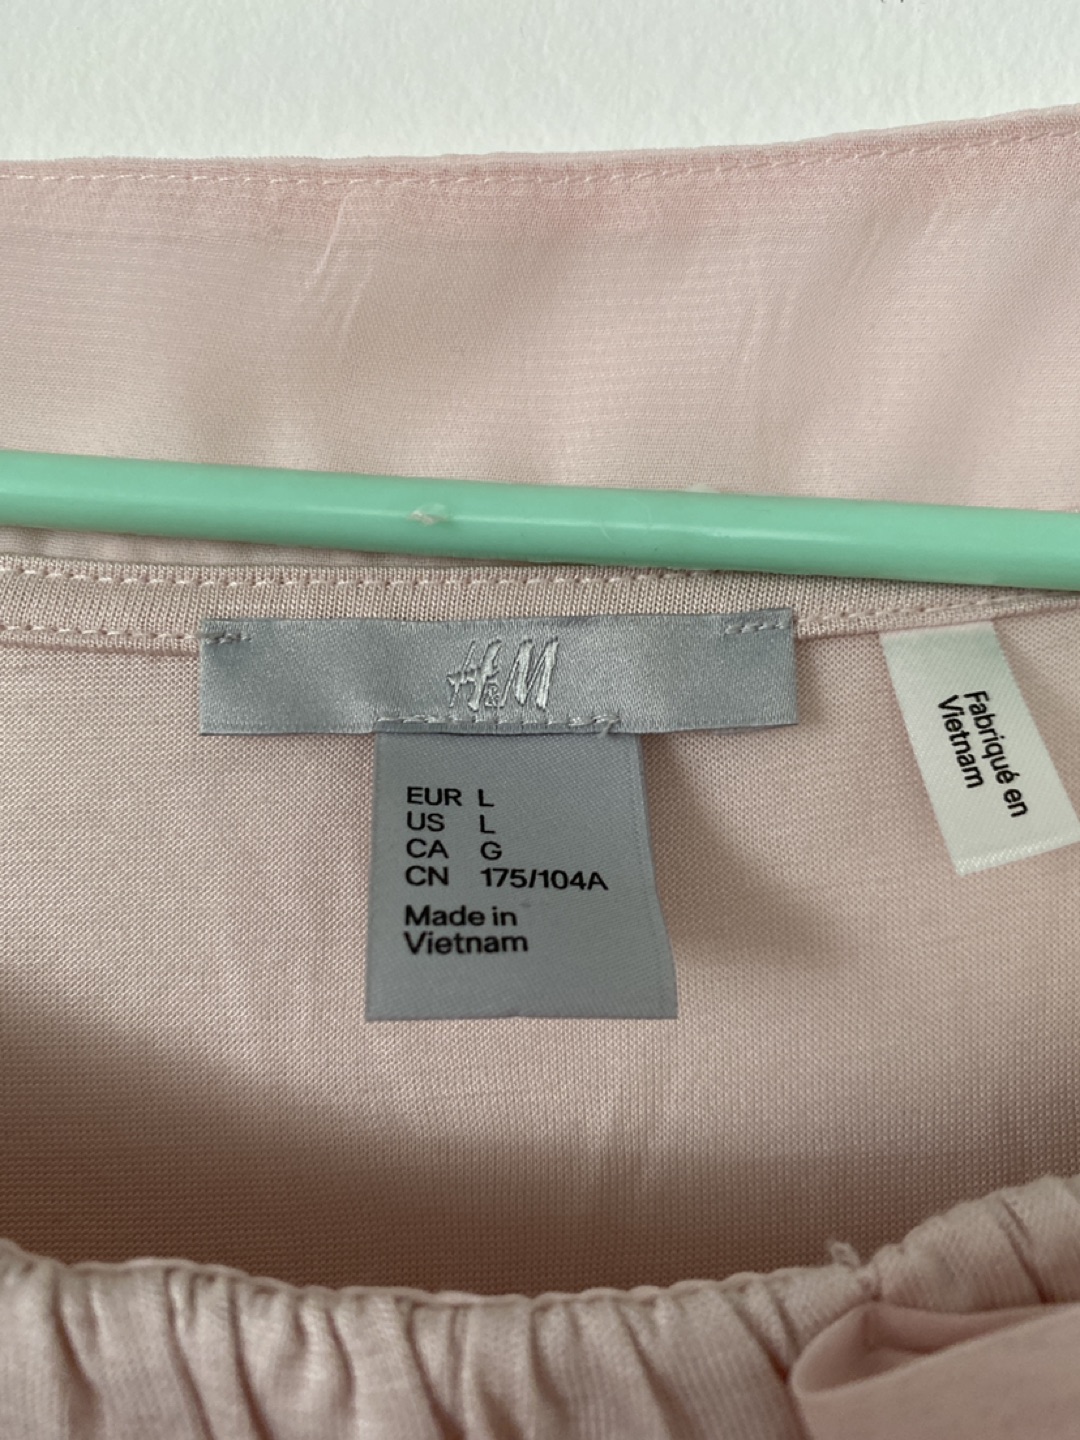 H&M
EUR L
US L
CA G
CN 175/104A
Made in
Vietnam
Fabriqué en
Vietnam